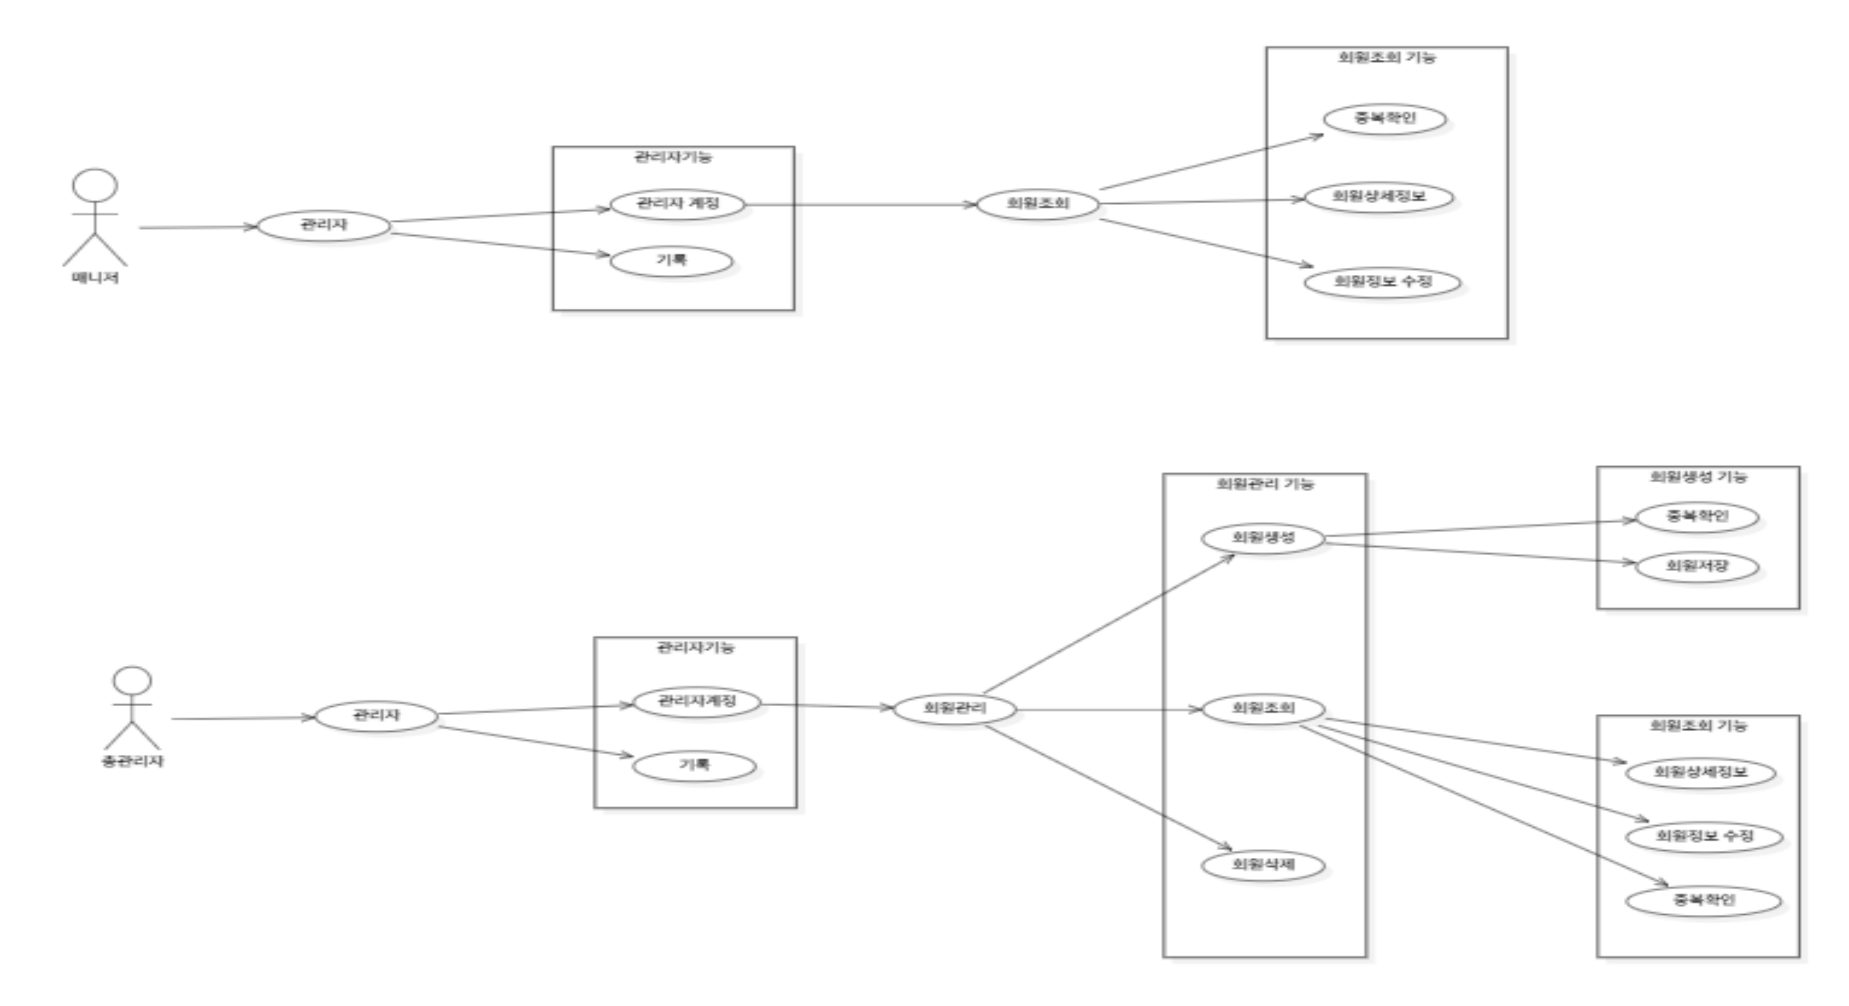 회원조회 기능
중복확인
관리자기능
관리자 계정
회원조회
회원상세정보
관리자
기록
매니저
회원정보 수정
회원관리 기능
회원생성 기능
회원생성
중복확인
회원저장
관리자기능
관리자계정
회원관리
회원조회
회원조회 기능
관리자
기록
총관리자
회원상세정보
회원정보 수정
회원삭제
중복확인